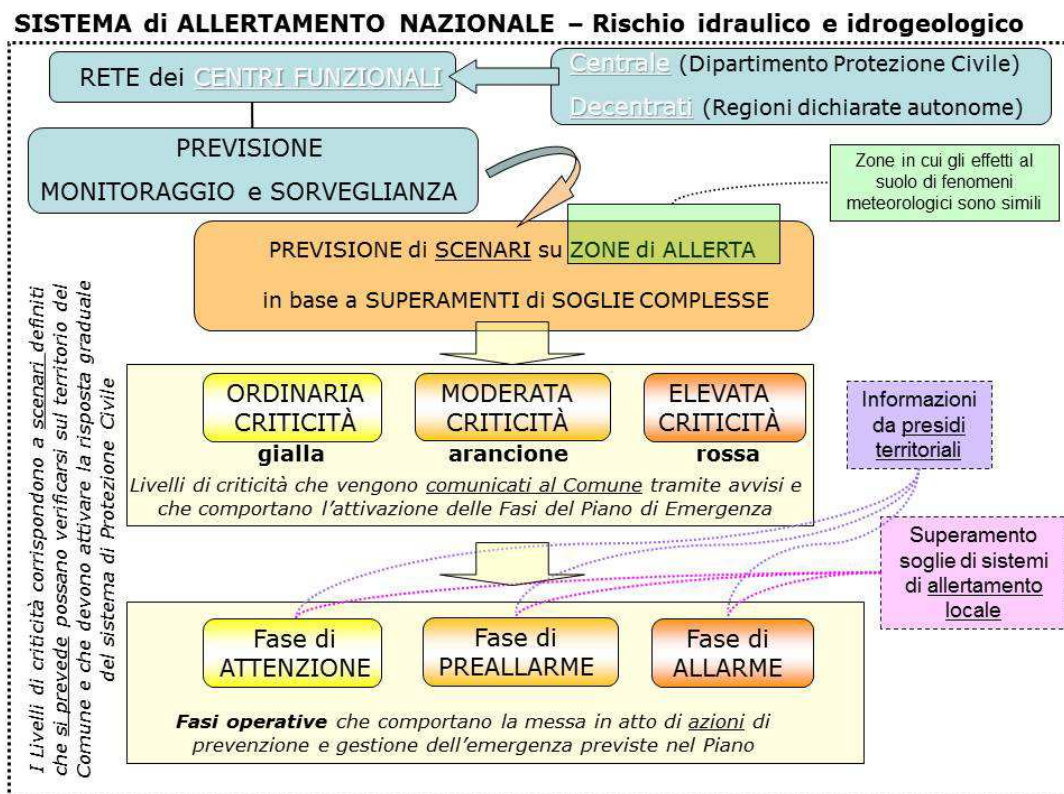 SISTEMA di ALLERTAMENTO NAZIONALE – Rischio idraulico e idrogeologico
RETE dei CENTRI FUNZIONALI
Centrale (Dipartimento Protezione Civile)
Decentrati (Regioni dichiarate autonome)
PREVISIONE
MONITORAGGIO e SORVEGLIANZA
Zone in cui gli effetti al
suolo di fenomeni
meteorologici sono simili
PREVISIONE di SCENARI su ZONE di ALLERTA
in base a SUPERAMENTI di SOGLIE COMPLESSE
I Livelli di criticità corrispondono a scenari definiti
che si prevede possano verificarsi sul territorio del
Comune e che devono attivare la risposta graduale
del sistema di Protezione Civile
ORDINARIA
CRITICITÀ
gialla
MODERATA
CRITICITÀ
arancione
ELEVATA
CRITICITÀ
rossa
Livelli di criticità che vengono comunicati al Comune tramite avvisi e
che comportano l'attivazione delle Fasi del Piano di Emergenza
Informazioni
da presidi
territoriali
Superamento
soglie di sistemi
di allertamento
locale
Fase di
ATTENZIONE
Fase di
PREALLARME
Fase di
ALLARME
Fasi operative che comportano la messa in atto di azioni di
prevenzione e gestione dell'emergenza previste nel Piano